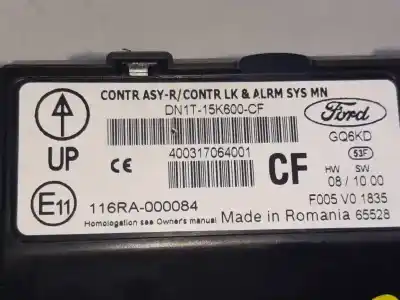 CONTR ASY-R/CONTR LK & ALRM SYS MN
DN1T-15K600-CF
Ford
GQ6KD
53F
UP
CE
400317064001
CF
HW SW
08/10 00
E11
116RA-000084
F005 V0 1835
Homologation see Owner's manual
Made in Romania 65528